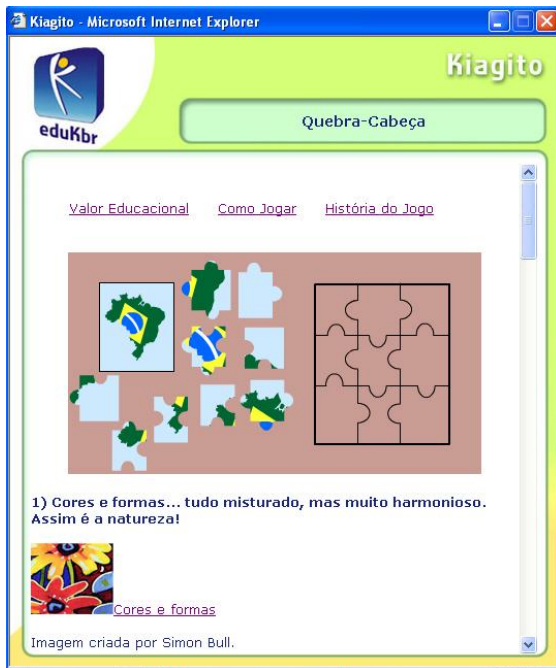 Kiagito - Microsoft Internet Explorer
Kiagito
eduKbr
Quebra-Cabeça
Valor Educacional Como Jogar História do Jogo
1) Cores e formas... tudo misturado, mas muito harmonioso.
Assim é a natureza!
Cores e formas
Imagem criada por Simon Bull.